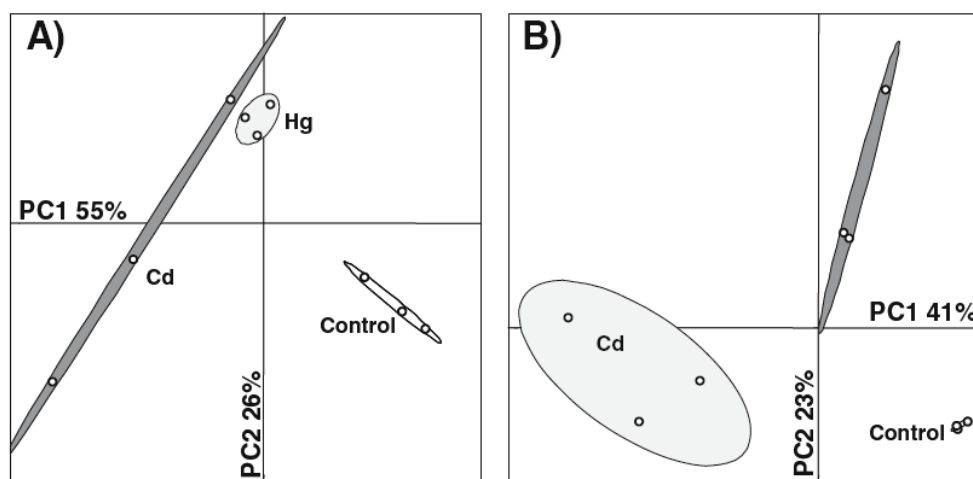 A)
Hg
PC1 55%
Cd
Control
PC2 26%
B)
PC1 41%
Cd
PC2 23%
Control